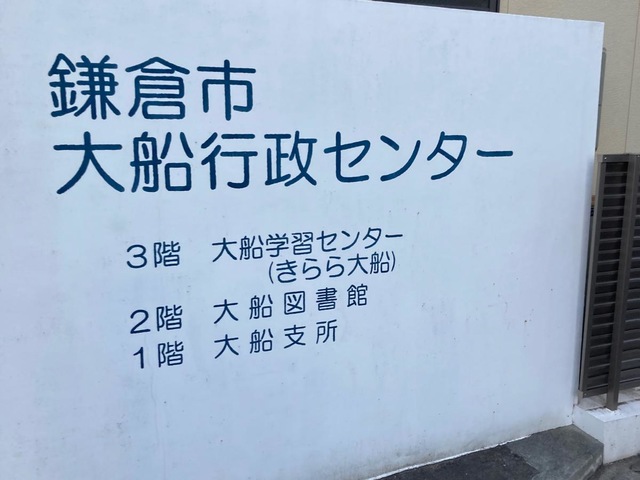 鎌倉市
大船行政センター
3階 大船学習センター
(きらら大船)
2階 大船図書館
1階 大船支所